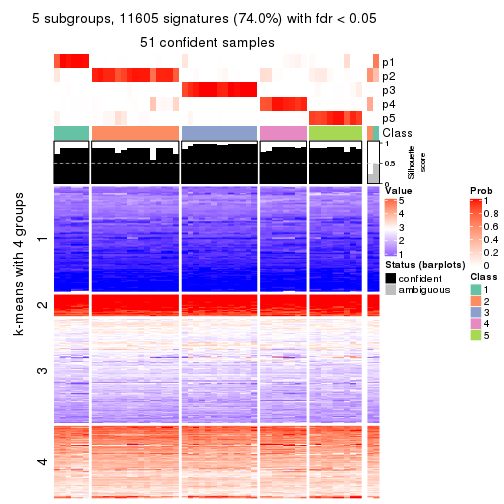 5 subgroups, 11605 signatures (74.0%) with fdr < 0.05
51 confident samples
p1
p2
p3
p4
p5
Class
1
0.5
0
Silhouette
score
k-means with 4 groups
1
2
3
4
Value
5
4
3
2
1
Status (barplots)
confident
ambiguous
Prob
1
0.8
0.6
0.4
0.2
0
Class
1
2
3
4
5